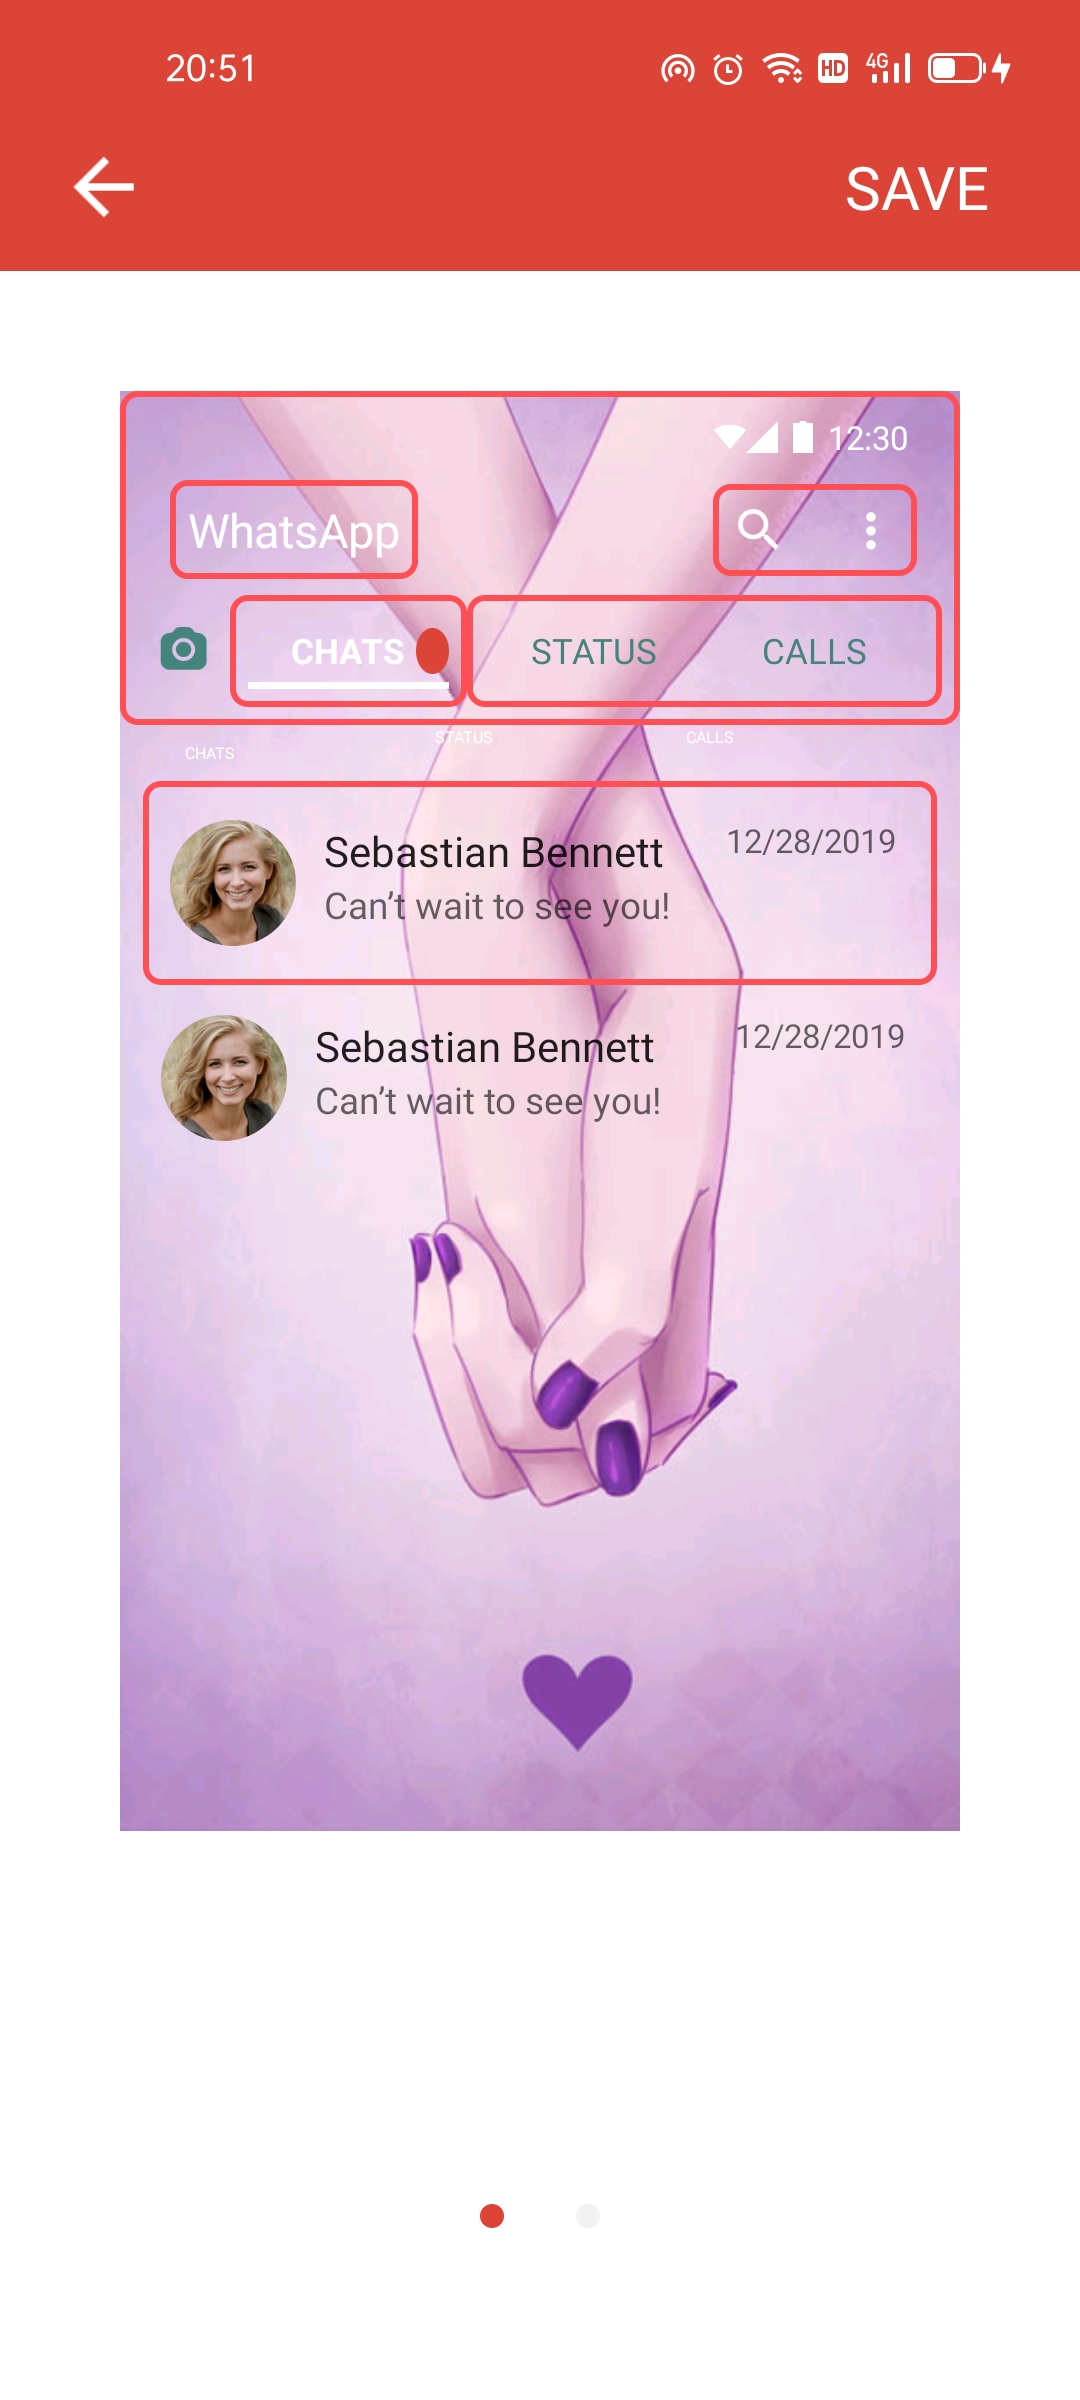 20:51
HD
4G
SAVE
12:30
WhatsApp
CHATS
STATUS
CALLS
STATUS
CALLS
CHATS
Sebastian Bennett
12/28/2019
Can’t wait to see you!
Sebastian Bennett
12/28/2019
Can’t wait to see you!